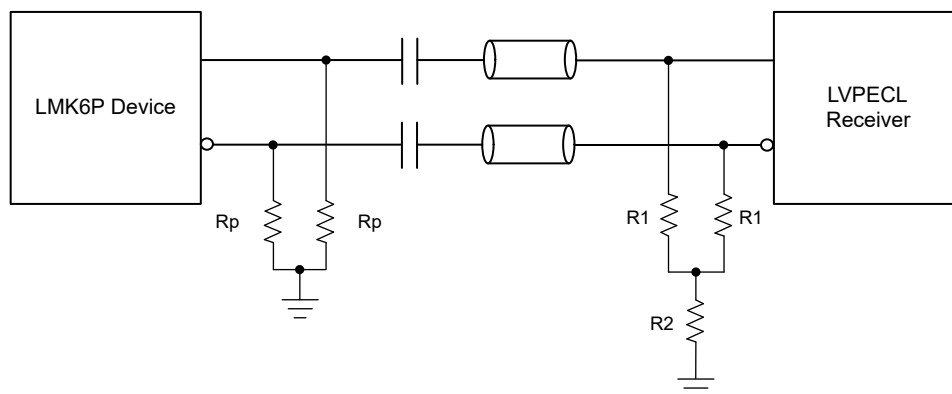 LMK6P Device
LVPECL
Receiver
Rp
Rp
R1
R1
R2